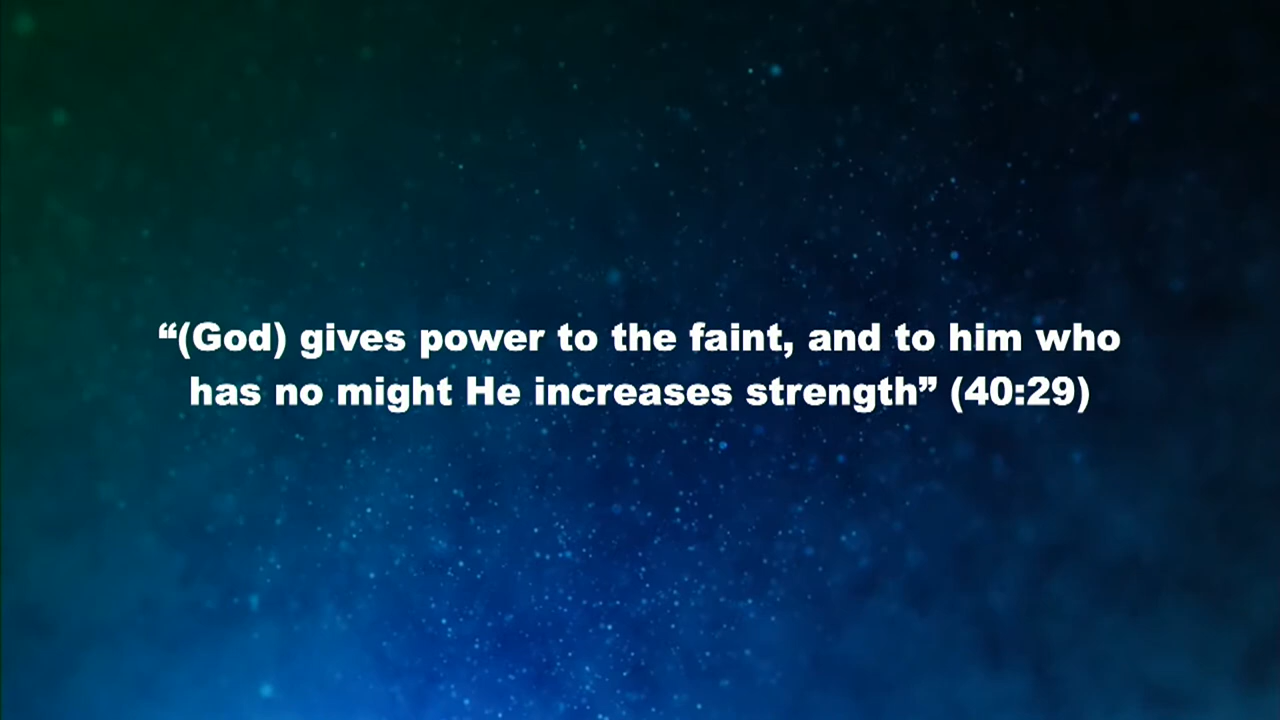 “(God) gives power to the faint, and to him who
has no might He increases strength” (40:29)